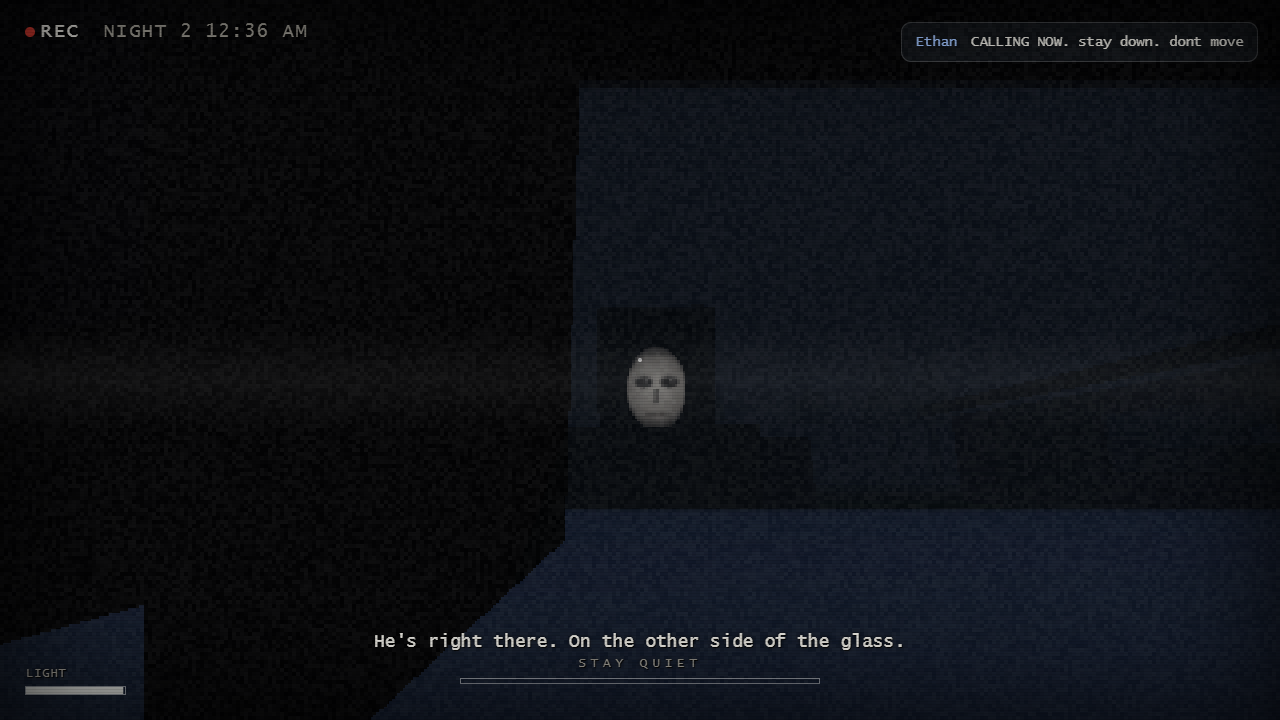 REC NIGHT 2 12:36 AM
Ethan CALLING NOW. stay down. dont move
He's right there. On the other side of the glass.
STAY QUIET
LIGHT